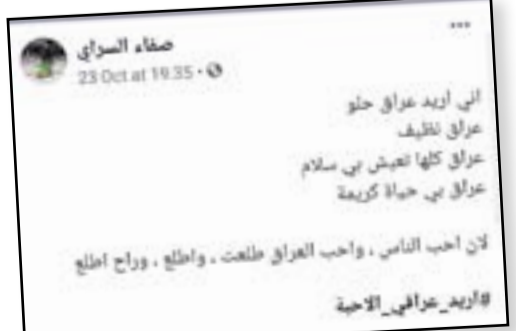 صفاء السراي
23 Oct at 19:35 ·
اني اريد عراق حلو
عراق نظيف
عراق كلها تعيش بي سلام
عراق بي حياة كريمة
لان احب الناس ، واحب العراق طلعت ، واطلع ، وراح اطلع
#اريد_عراقي_الاحبة